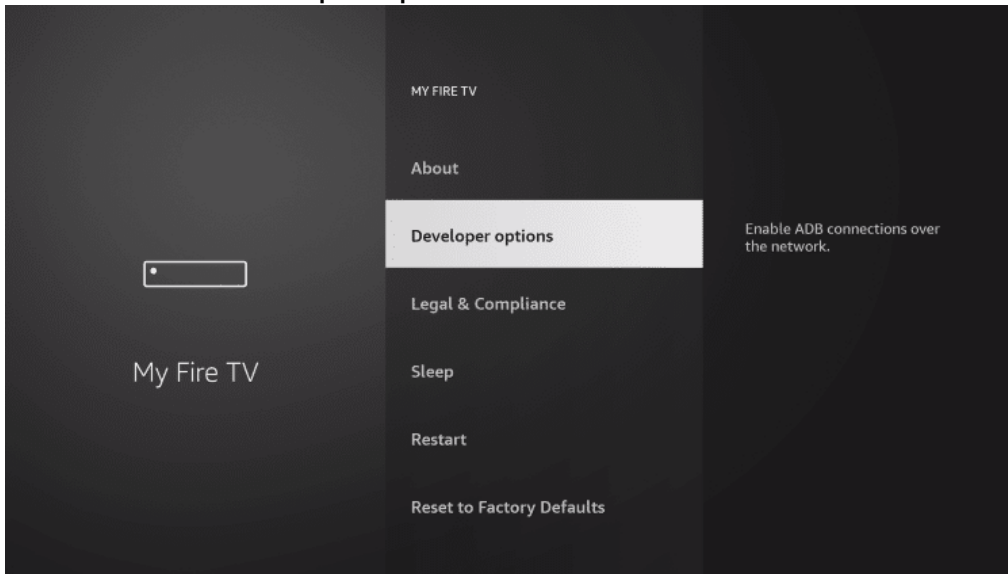 My Fire TV
MY FIRE TV
About
Developer options
Legal & Compliance
Sleep
Restart
Reset to Factory Defaults
Enable ADB connections over
the network.